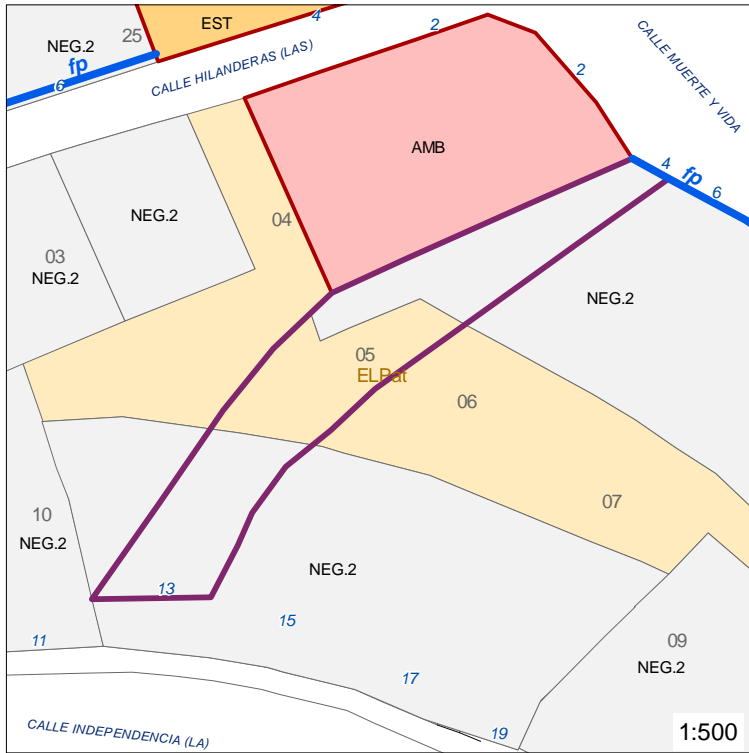 25
EST
4
NEG.2
fp
6
CALLE HILANDERAS (LAS)
2
2
CALLE MUERTE Y VIDA
AMB
4
fp
6
NEG.2
04
03
NEG.2
NEG.2
05
ELPat
06
07
10
NEG.2
NEG.2
13
15
11
17
09
NEG.2
19
CALLE INDEPENDENCIA (LA)
1:500